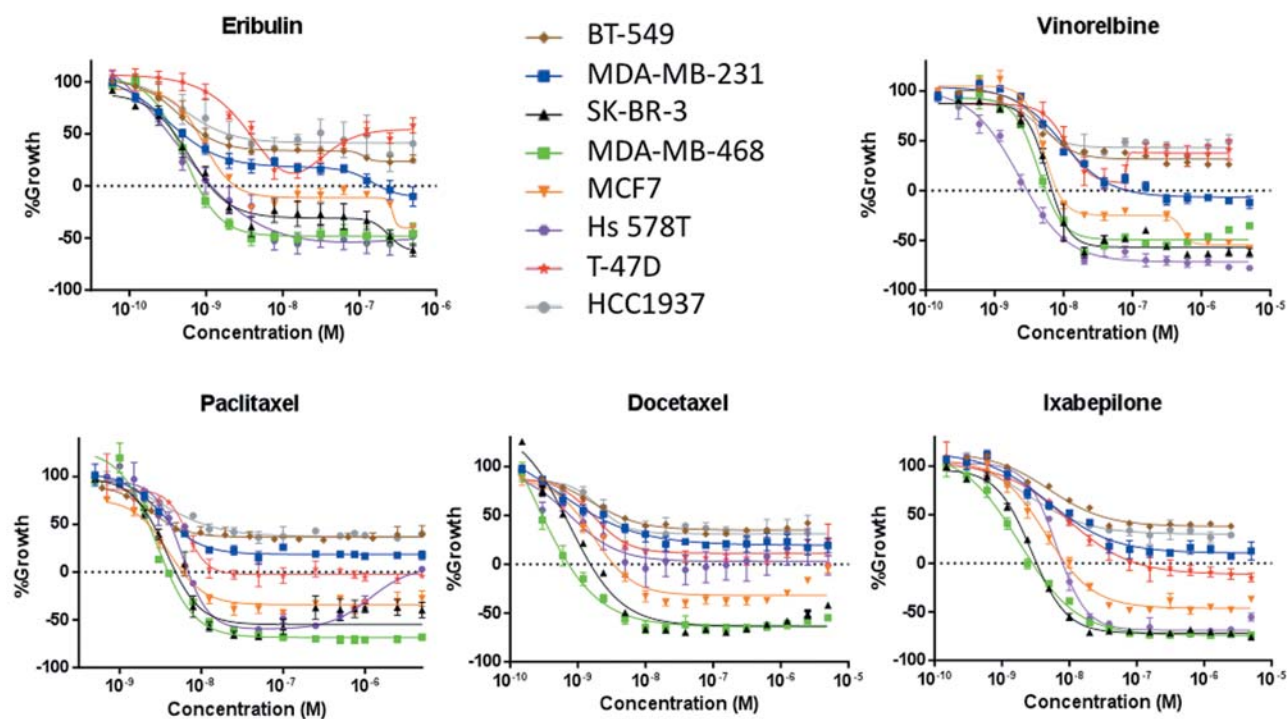 Eribulin
%Growth
100
50
0
-50
-100
10-10
10-9
10-8
10-7
10-6
Concentration (M)
BT-549
MDA-MB-231
SK-BR-3
MDA-MB-468
MCF7
Hs 578T
T-47D
HCC1937
Vinorelbine
%Growth
100
50
0
-50
-100
10-10
10-9
10-8
10-7
10-6
10-5
Concentration (M)
Paclitaxel
%Growth
100
50
0
-50
-100
10-9
10-8
10-7
10-6
Concentration (M)
Docetaxel
%Growth
100
50
0
-50
-100
10-10
10-9
10-8
10-7
10-6
10-5
Concentration (M)
Ixabepilone
%Growth
100
50
0
-50
-100
10-10
10-9
10-8
10-7
10-6
10-5
Concentration (M)